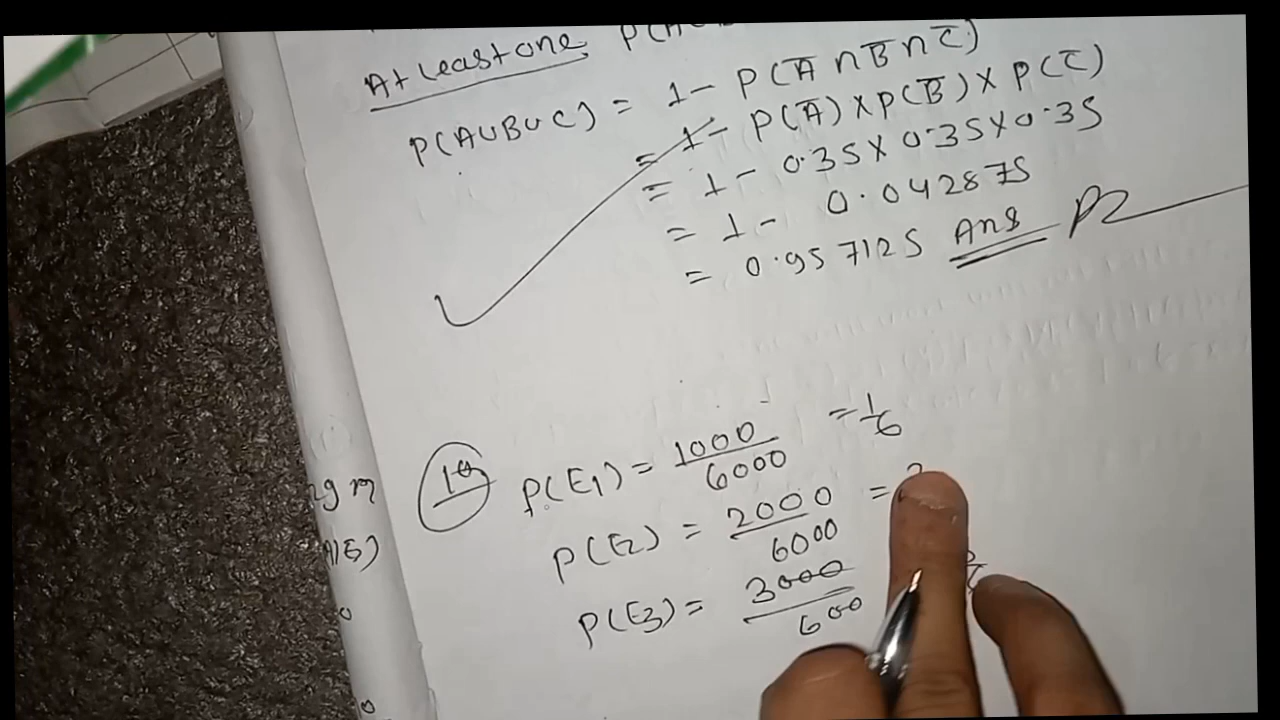 At least one P(A
P(A∪B∪C) = 1 - P(A̅ ∩ B̅ ∩ C̅)
= 1 - P(A̅) × P(B̅) × P(C̅)
= 1 - 0.35 × 0.35 × 0.35
= 1 - 0.042875
= 0.957125 Ans
P(E1) = 1000/6000 = 1/6
P(E2) = 2000/6000 =
P(E3) = 3000/600